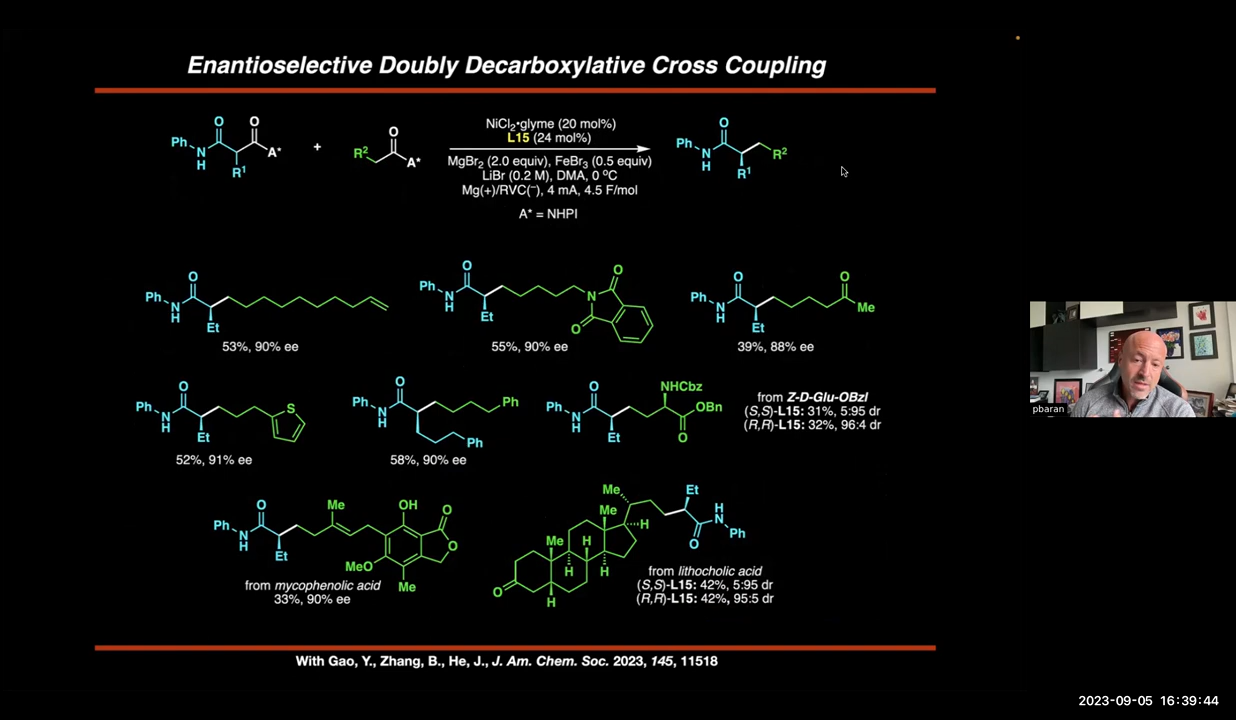 Enantioselective Doubly Decarboxylative Cross Coupling
Ph N H O R¹ O A*
+
R² O A*
NiCl₂•glyme (20 mol%)
L15 (24 mol%)
MgBr₂ (2.0 equiv), FeBr₃ (0.5 equiv)
LiBr (0.2 M), DMA, 0 ºC
Mg(+)/RVC(⁻), 4 mA, 4.5 F/mol
A* = NHPI
Ph N H O R¹ R²
Ph N H O Et
53%, 90% ee
Ph N H O Et N O O
55%, 90% ee
Ph N H O Et O Me
39%, 88% ee
Ph N H O Et S
52%, 91% ee
Ph N H O Ph Ph
58%, 90% ee
Ph N H O Et NHCbz OBn O
from Z-D-Glu-OBzl
(S,S)-L15: 31%, 5:95 dr
(R,R)-L15: 32%, 96:4 dr
Ph N H O Et Me OH O O MeO Me
from mycophenolic acid
33%, 90% ee
O H Me H H H Me H Me Et O H N Ph
from lithocholic acid
(S,S)-L15: 42%, 5:95 dr
(R,R)-L15: 42%, 95:5 dr
With Gao, Y., Zhang, B., He, J., J. Am. Chem. Soc. 2023, 145, 11518
pbaran
2023-09-05 16:39:44